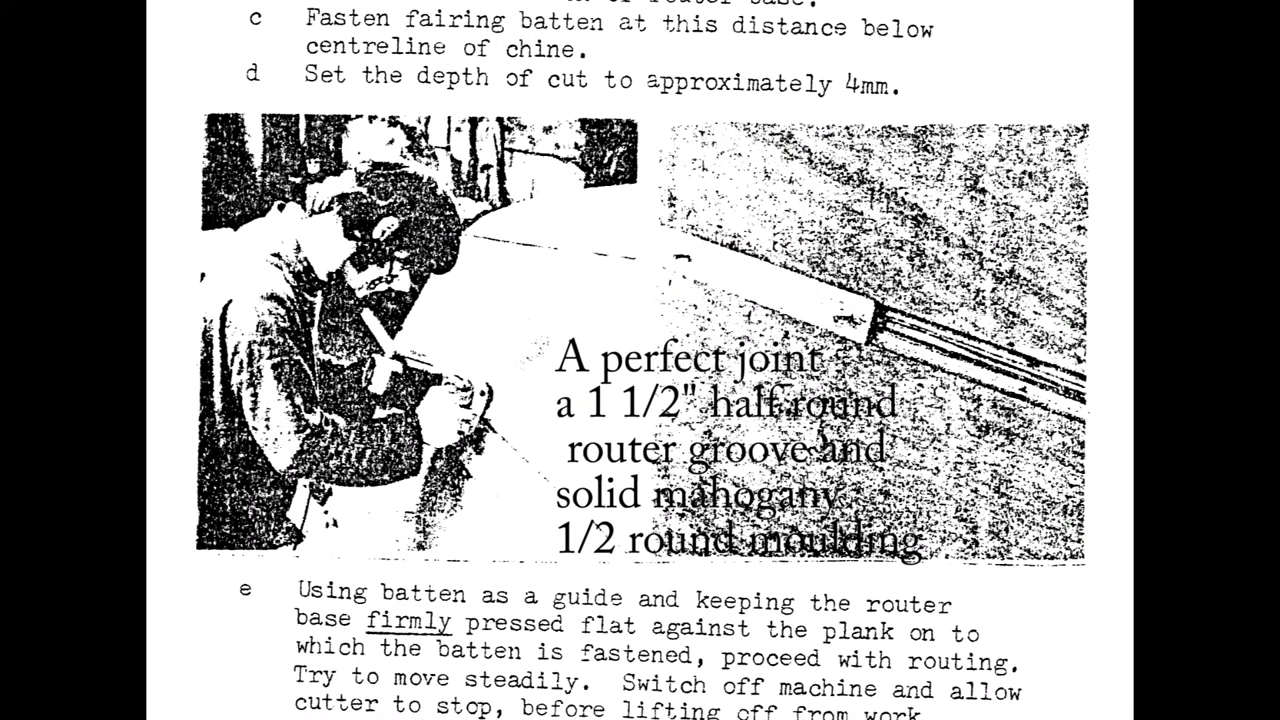 c Fasten fairing batten at this distance below
centreline of chine.
d Set the depth of cut to approximately 4mm.
A perfect joint
a 1 1/2" half round
router groove and
solid mahogany
1/2 round moulding
e Using batten as a guide and keeping the router
base firmly pressed flat against the plank on to
which the batten is fastened, proceed with routing.
Try to move steadily. Switch off machine and allow
cutter to stop, before lifting off from work